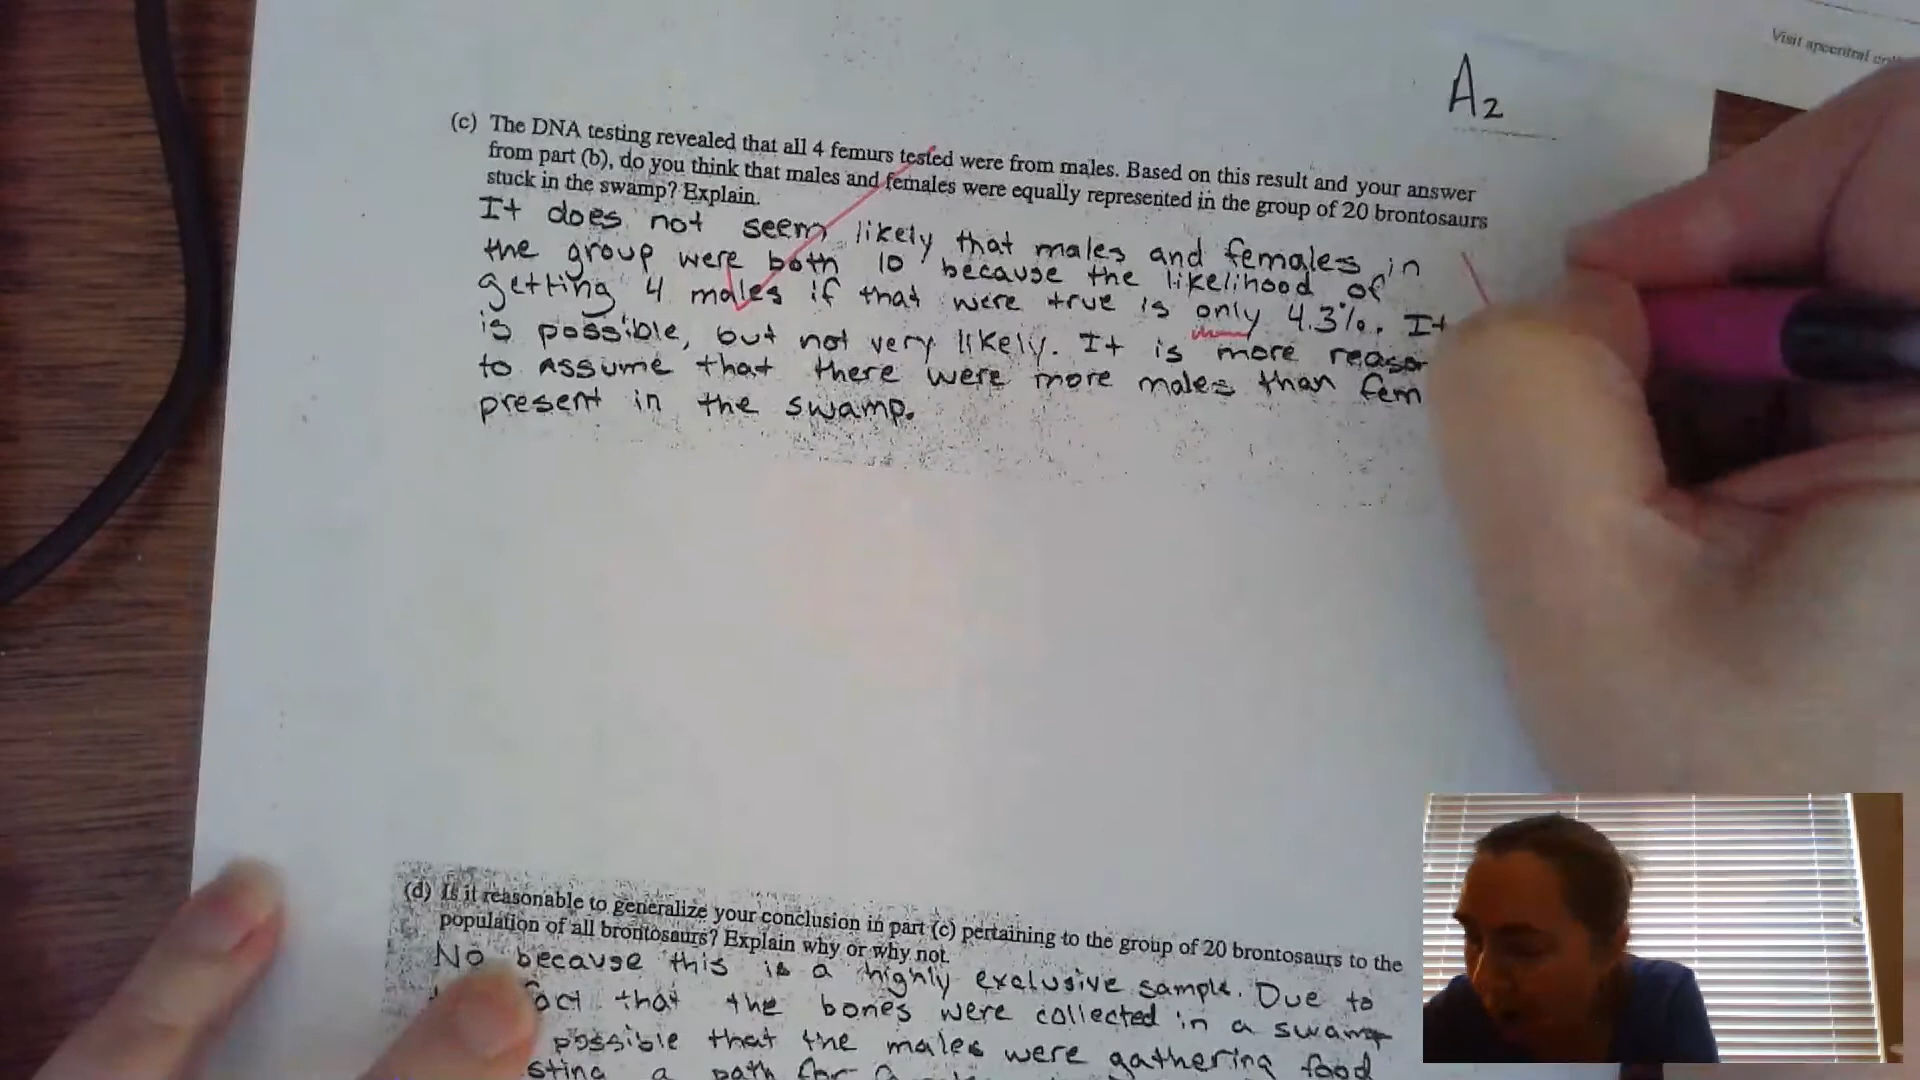 Visit apcentral
A2
(c) The DNA testing revealed that all 4 femurs tested were from males. Based on this result and your answer
from part (b), do you think that males and females were equally represented in the group of 20 brontosaurs
stuck in the swamp? Explain.
It does not seem likely that males and females in
the group were both 10 because the likelihood of
getting 4 males if that were true is only 4.3%. It
is possible, but not very likely. It is more reason
to assume that there were more males than fem
present in the swamp.
(d) Is it reasonable to generalize your conclusion in part (c) pertaining to the group of 20 brontosaurs to the
population of all brontosaurs? Explain why or why not.
No because this is a highly exclusive sample. Due to
fact that the bones were collected in a swamp
possible that the males were gathering food
sting a path for